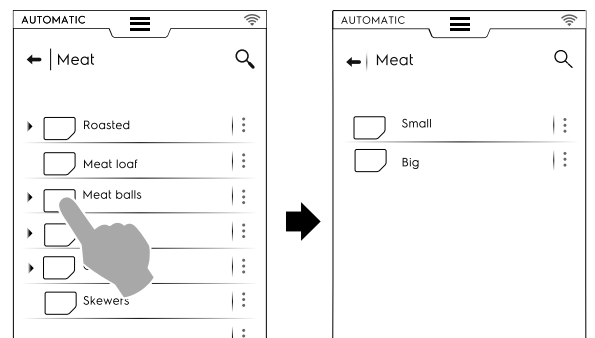 AUTOMATIC
Meat
Roasted
Meat loaf
Meat balls
Skewers
AUTOMATIC
Meat
Small
Big